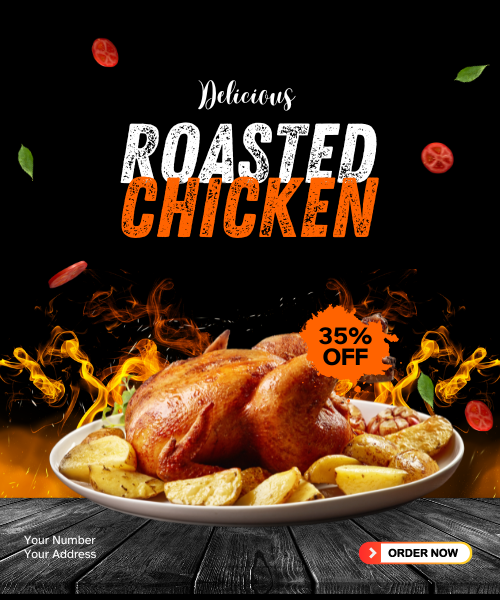 Delicious
ROASTED
CHICKEN
35%
OFF
Your Number
Your Address
ORDER NOW